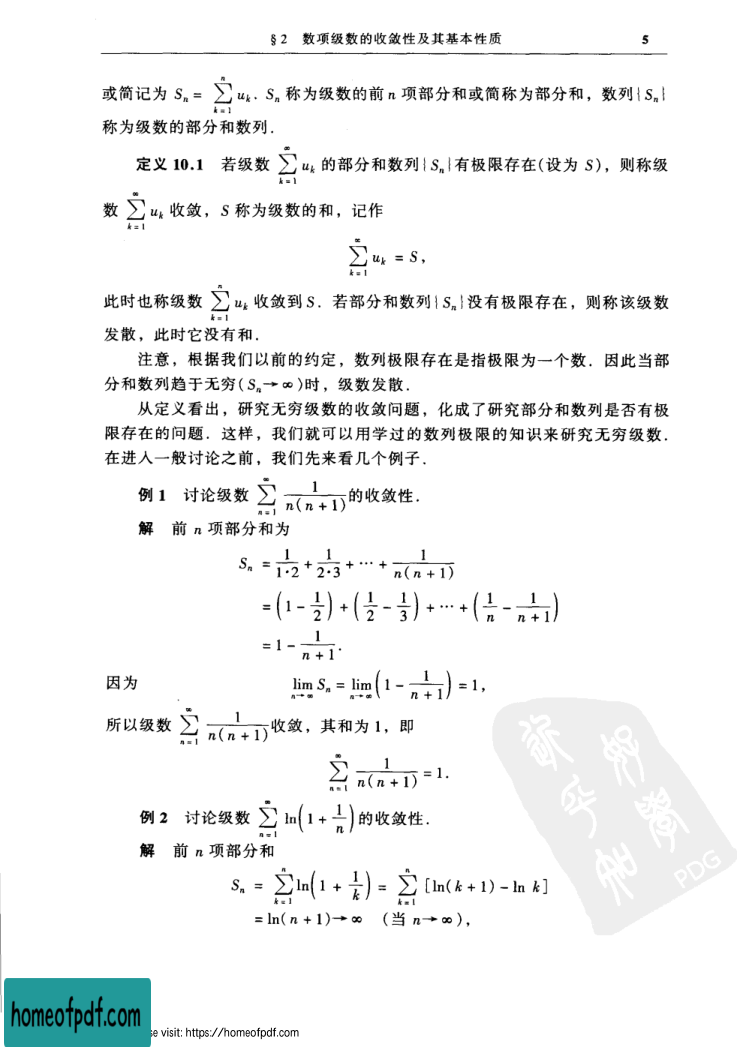 §2 数项级数的收敛性及其基本性质 5
或简记为 $S_n = \sum_{k=1}^{n} u_k$. $S_n$ 称为级数的前 n 项部分和或简称为部分和，数列{$S_n$}
称为级数的部分和数列.
定义 10.1 若级数 $\sum_{k=1}^{\infty} u_k$ 的部分和数列{$S_n$}有极限存在(设为 S)，则称级
数 $\sum_{k=1}^{\infty} u_k$ 收敛，S 称为级数的和，记作
$\sum_{k=1}^{\infty} u_k = S,$
此时也称级数 $\sum_{k=1}^{n} u_k$ 收敛到 S. 若部分和数列{$S_n$}没有极限存在，则称该级数
发散，此时它没有和.
注意，根据我们以前的约定，数列极限存在是指极限为一个数. 因此当部
分和数列趋于无穷($S_n \to \infty$)时，级数发散.
从定义看出，研究无穷级数的收敛问题，化成了研究部分和数列是否有极
限存在的问题. 这样，我们就可以用学过的数列极限的知识来研究无穷级数.
在进入一般讨论之前，我们先来看几个例子.
例 1 讨论级数 $\sum_{n=1}^{\infty} \frac{1}{n(n+1)}$ 的收敛性.
解 前 n 项部分和为
$S_n = \frac{1}{1 \cdot 2} + \frac{1}{2 \cdot 3} + \cdots + \frac{1}{n(n+1)}$
$= \left(1 - \frac{1}{2}\right) + \left(\frac{1}{2} - \frac{1}{3}\right) + \cdots + \left(\frac{1}{n} - \frac{1}{n+1}\right)$
$= 1 - \frac{1}{n+1}.$
因为 $\lim_{n \to \infty} S_n = \lim_{n \to \infty} \left(1 - \frac{1}{n+1}\right) = 1,$
所以级数 $\sum_{n=1}^{\infty} \frac{1}{n(n+1)}$ 收敛，其和为 1，即
$\sum_{n=1}^{\infty} \frac{1}{n(n+1)} = 1.$
例 2 讨论级数 $\sum_{n=1}^{\infty} \ln\left(1 + \frac{1}{n}\right)$ 的收敛性.
解 前 n 项部分和
$S_n = \sum_{k=1}^{n} \ln\left(1 + \frac{1}{k}\right) = \sum_{k=1}^{n} [\ln(k+1) - \ln k]$
$= \ln(n+1) \to \infty$ (当 $n \to \infty$),
PDG
homeofpdf.com
se visit: https://homeofpdf.com